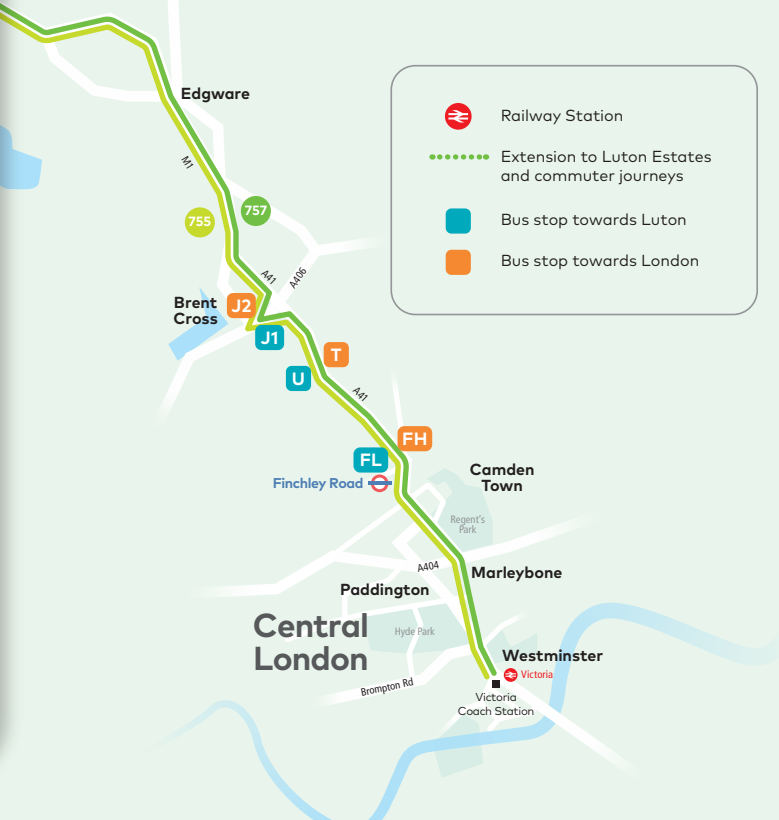 Edgware
M1
755
757
A41
A406
Brent
Cross
J2
J1
T
U
A41
FH
FL
Finchley Road
Camden
Town
Regent's
Park
A404
Marleybone
Paddington
Central
London
Hyde Park
Westminster
Victoria
Brompton Rd
Victoria
Coach Station
Railway Station
Extension to Luton Estates
and commuter journeys
Bus stop towards Luton
Bus stop towards London